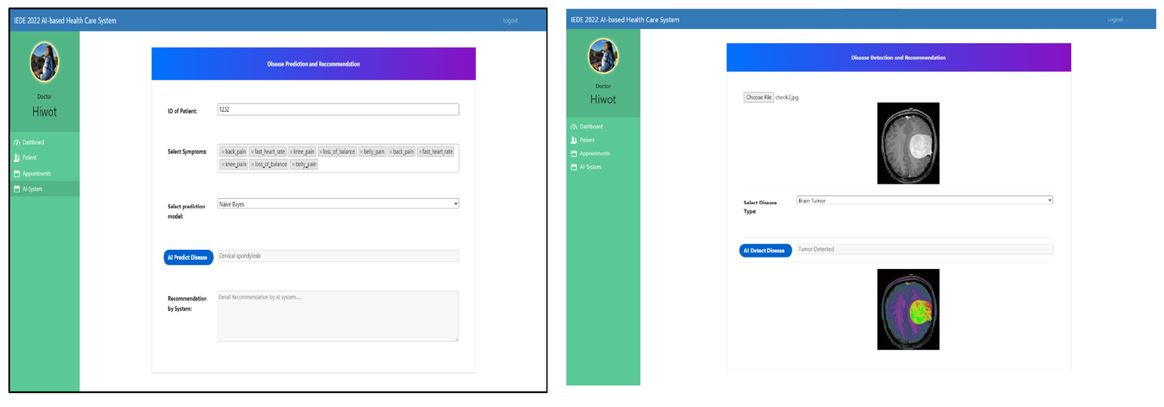 IEDE 2022 AI-based Health Care System
Logout
Doctor
Hiwot
Dashboard
Patient
Appointments
AI-System
Disease Prediction and Reccommendation
ID of Patient:
1232
Select Symptoms:
×back_pain ×fast_heart_rate ×knee_pain ×loss_of_balance ×belly_pain ×back_pain ×fast_heart_rate
×knee_pain ×loss_of_balance ×belly_pain
Select prediction
model:
Naive Bayes
AI Predict Disease
Cervical spondylosis
Recommendation
by System:
Detail Recommendation by AI system.....
IEDE 2022 AI-based Health Care System
Logout
Doctor
Hiwot
Dashboard
Patient
Appointments
AI-System
Disease Detection and Recommendation
Choose File check2.jpg
Select Disease
Type:
Brain Tumor
AI Detect Disease
Tumor Detected